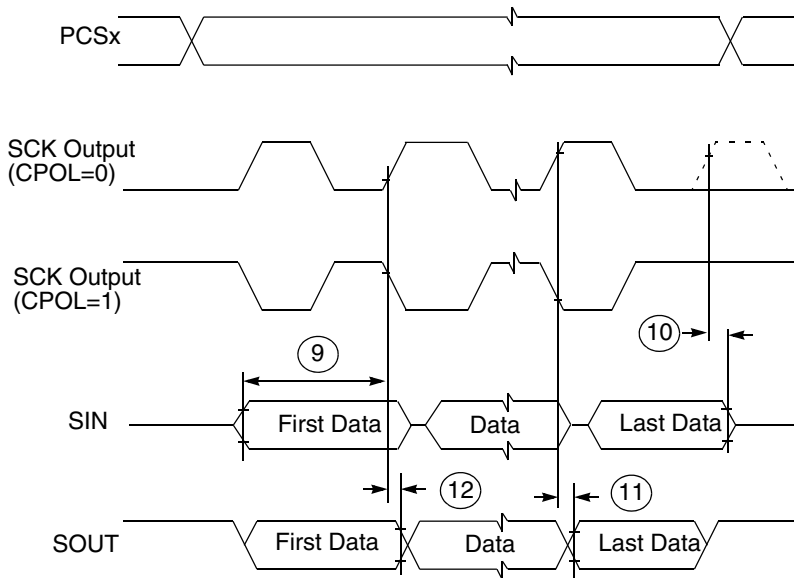 PCSx
SCK Output
(CPOL=0)
SCK Output
(CPOL=1)
10
9
SIN
First Data
Data
Last Data
12
11
SOUT
First Data
Data
Last Data